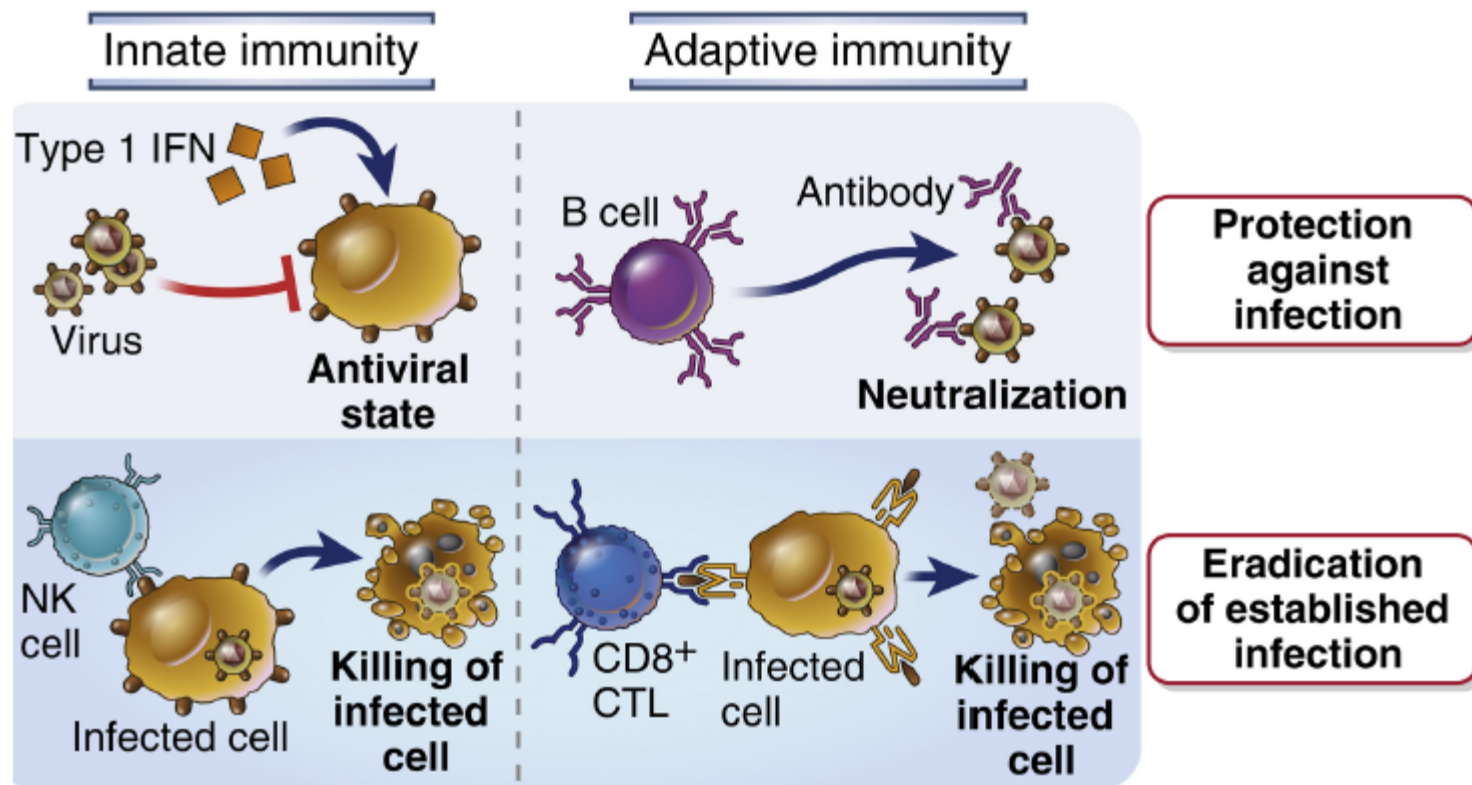 Innate immunity
Adaptive immunity
Type 1 IFN
Virus
Antiviral
state
B cell
Antibody
Neutralization
Protection
against
infection
NK
cell
Infected cell
Killing of
infected
cell
CD8⁺
CTL
Infected
cell
Killing of
infected
cell
Eradication
of established
infection